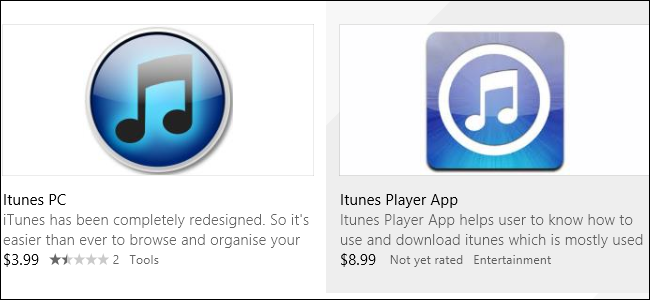 Itunes PC
iTunes has been completely redesigned. So it's
easier than ever to browse and organise your
$3.99 2 Tools
Itunes Player App
Itunes Player App helps user to know how to
use and download itunes which is mostly used
$8.99 Not yet rated Entertainment